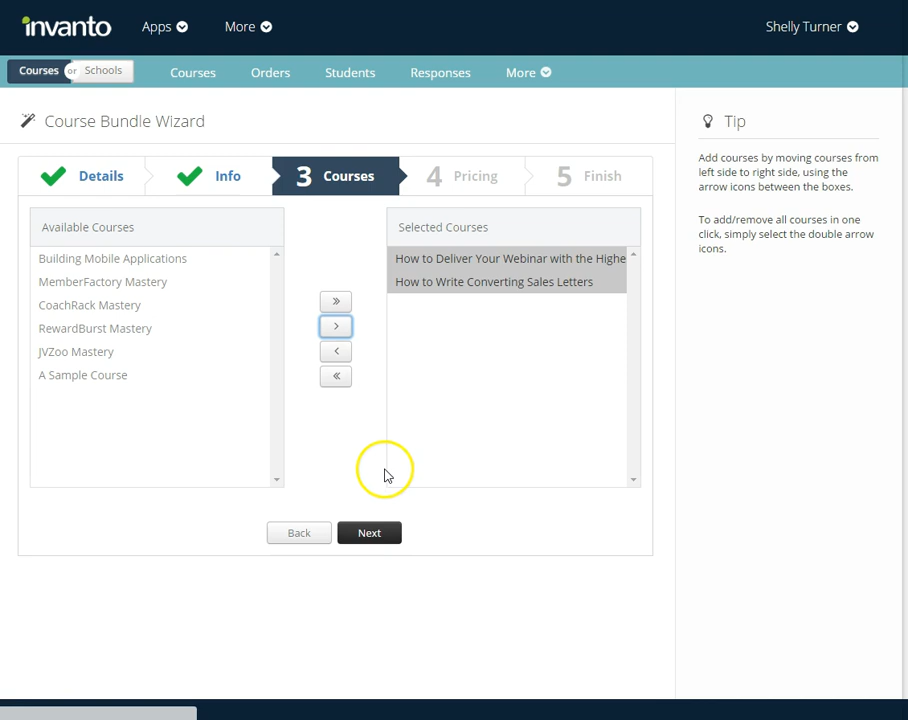 invanto
Apps
More
Shelly Turner
Courses or Schools
Courses
Orders
Students
Responses
More
Course Bundle Wizard
Tip
Details
Info
3 Courses
4 Pricing
5 Finish
Add courses by moving courses from
left side to right side, using the
arrow icons between the boxes.
To add/remove all courses in one
click, simply select the double arrow
icons.
Available Courses
Building Mobile Applications
MemberFactory Mastery
CoachRack Mastery
RewardBurst Mastery
JVZoo Mastery
A Sample Course
»
>
<
«
Selected Courses
How to Deliver Your Webinar with the Highe
How to Write Converting Sales Letters
Back
Next